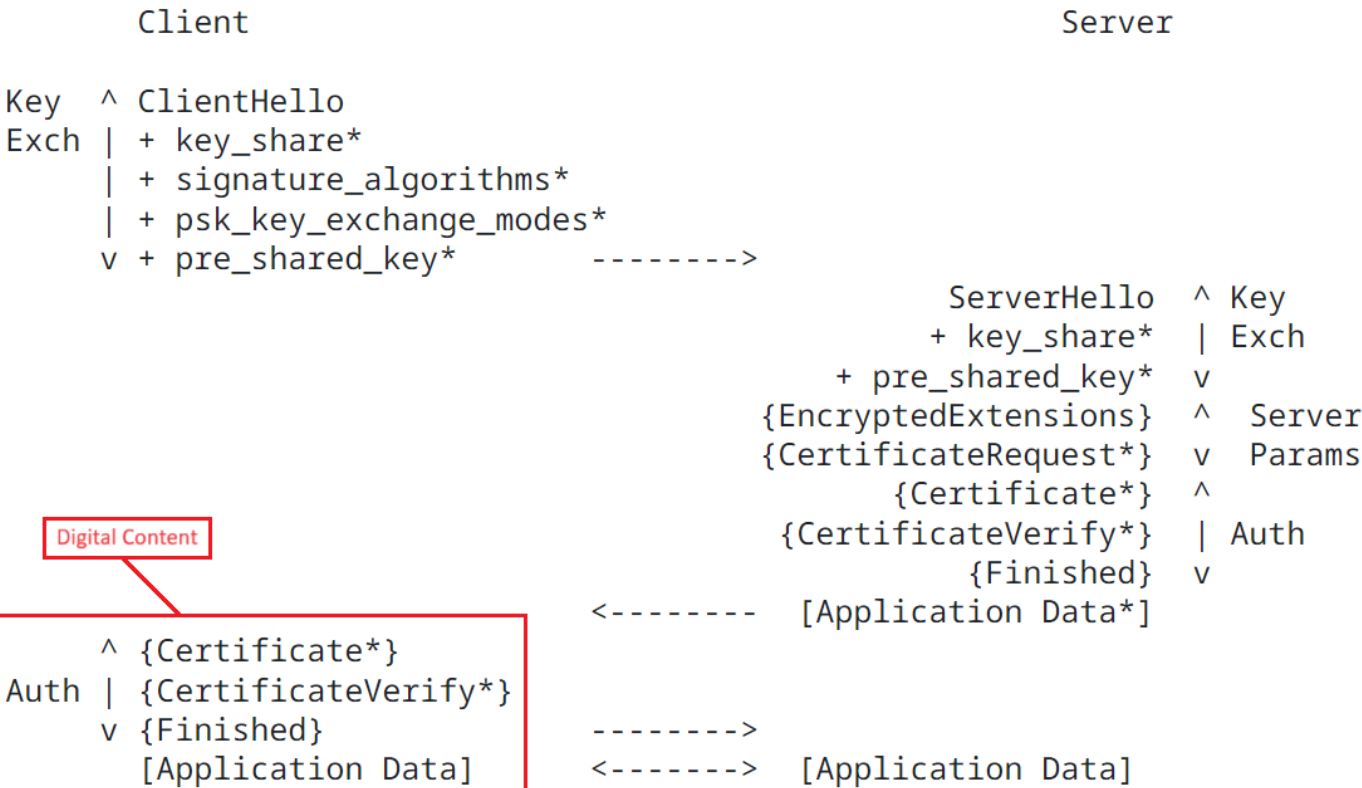 Client                                           Server
Key  ^ ClientHello
Exch | + key_share*
     | + signature_algorithms*
     | + psk_key_exchange_modes*
     v + pre_shared_key*       -------->
                                                  ServerHello  ^ Key
                                                 + key_share*  | Exch
                                            + pre_shared_key*  v
                                        {EncryptedExtensions}  ^  Server
                                        {CertificateRequest*}  v  Params
                                               {Certificate*}  ^
Digital Content
                                         {CertificateVerify*}  | Auth
                                                   {Finished}  v
                               <--------  [Application Data*]
     ^ {Certificate*}
Auth | {CertificateVerify*}
     v {Finished}              -------->
       [Application Data]      <------->  [Application Data]